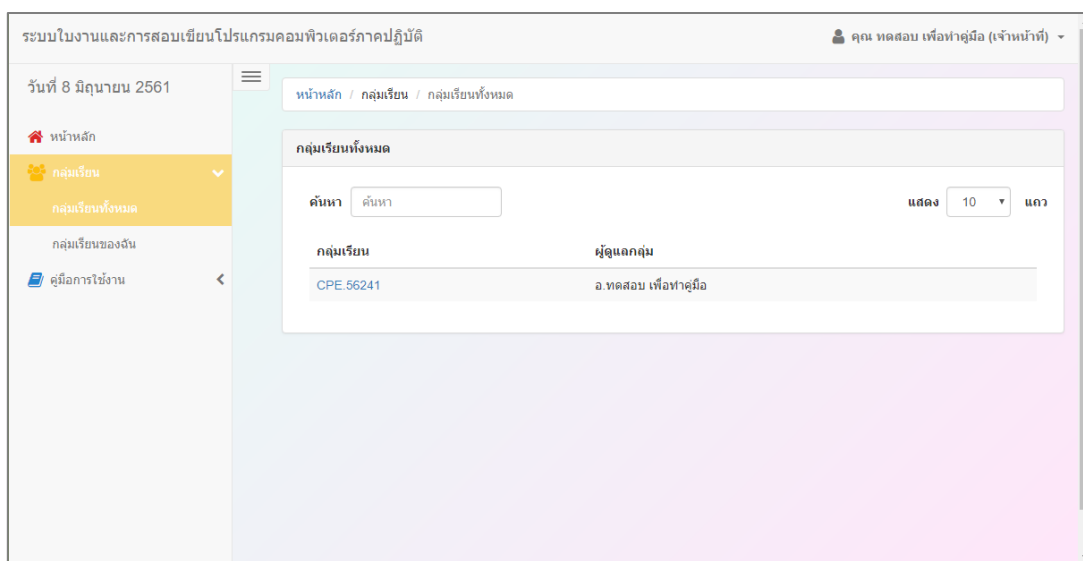 ระบบใบงานและการสอบเขียนโปรแกรมคอมพิวเตอร์ภาคปฏิบัติ
คุณ ทดสอบ เพื่อทำคู่มือ (เจ้าหน้าที่)
วันที่ 8 มิถุนายน 2561
หน้าหลัก / กลุ่มเรียน / กลุ่มเรียนทั้งหมด
หน้าหลัก
กลุ่มเรียน
กลุ่มเรียนทั้งหมด
กลุ่มเรียนของฉัน
คู่มือการใช้งาน
กลุ่มเรียนทั้งหมด
ค้นหา ค้นหา แสดง 10 แถว
กลุ่มเรียน ผู้ดูแลกลุ่ม
CPE.56241 อ.ทดสอบ เพื่อทำคู่มือ